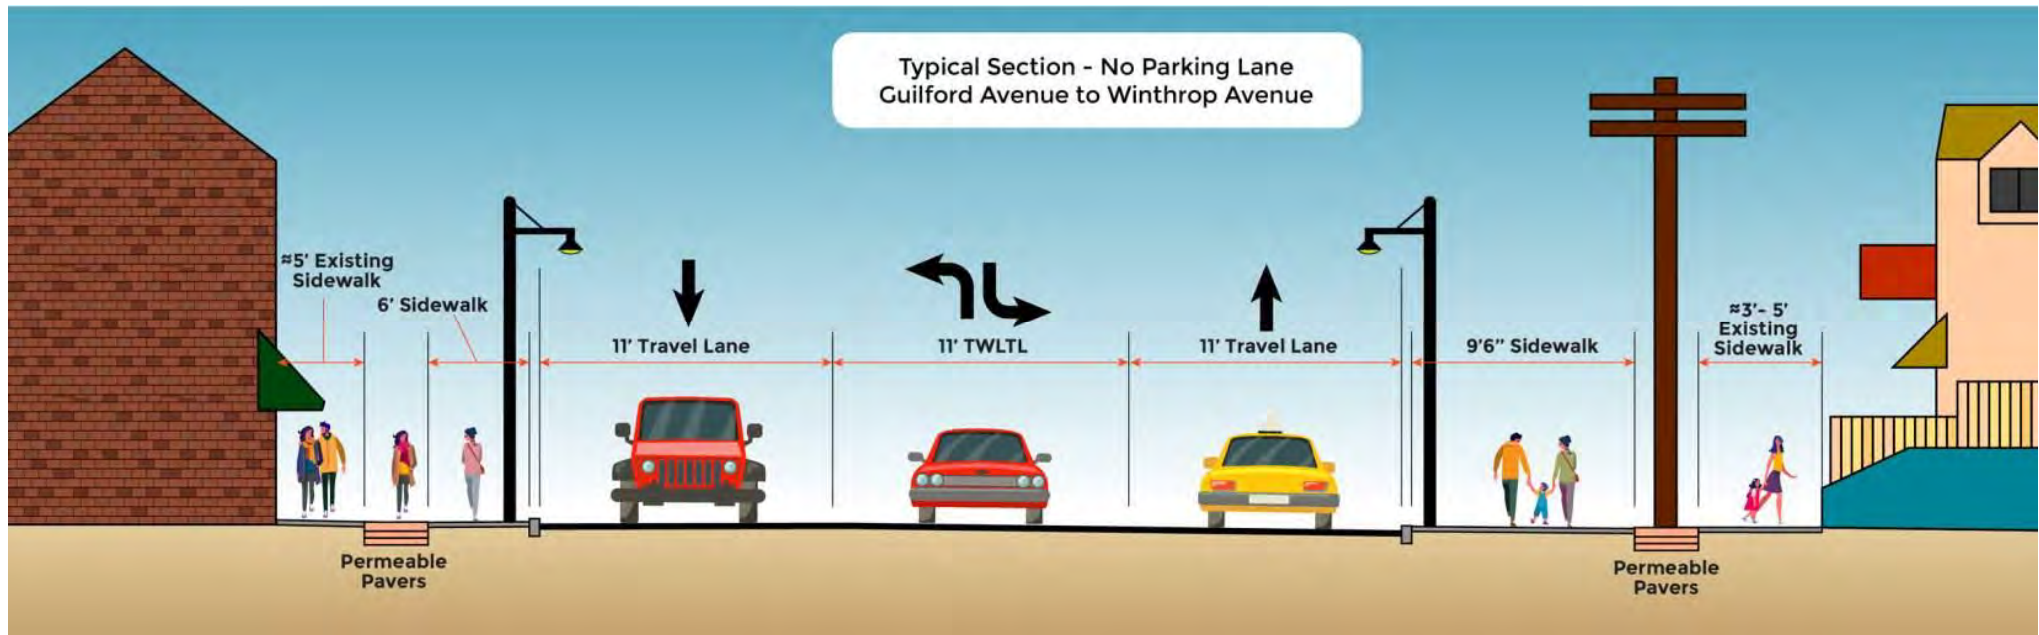 Typical Section - No Parking Lane
Guilford Avenue to Winthrop Avenue
≈5' Existing
Sidewalk
6' Sidewalk
11' Travel Lane
11' TWLTL
11' Travel Lane
9'6" Sidewalk
≈3'- 5'
Existing
Sidewalk
Permeable
Pavers
Permeable
Pavers